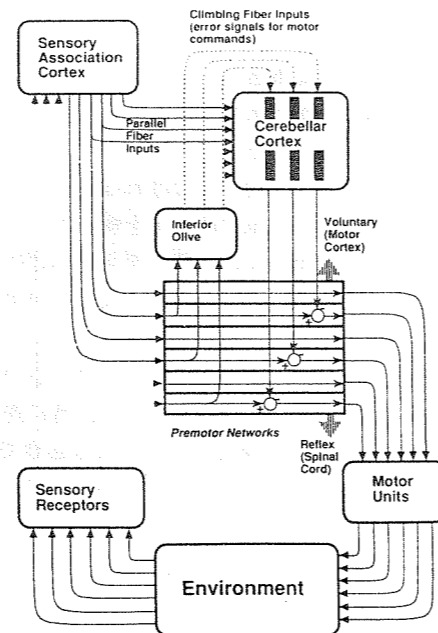 Climbing Fiber Inputs
(error signals for motor
commands)
Sensory
Association
Cortex
Parallel
Fiber
Inputs
Cerebellar
Cortex
Inferior
Olive
Voluntary
(Motor
Cortex)
+
-
+
-
+
-
Premotor Networks
Reflex
(Spinal
Cord)
Sensory
Receptors
Motor
Units
Environment